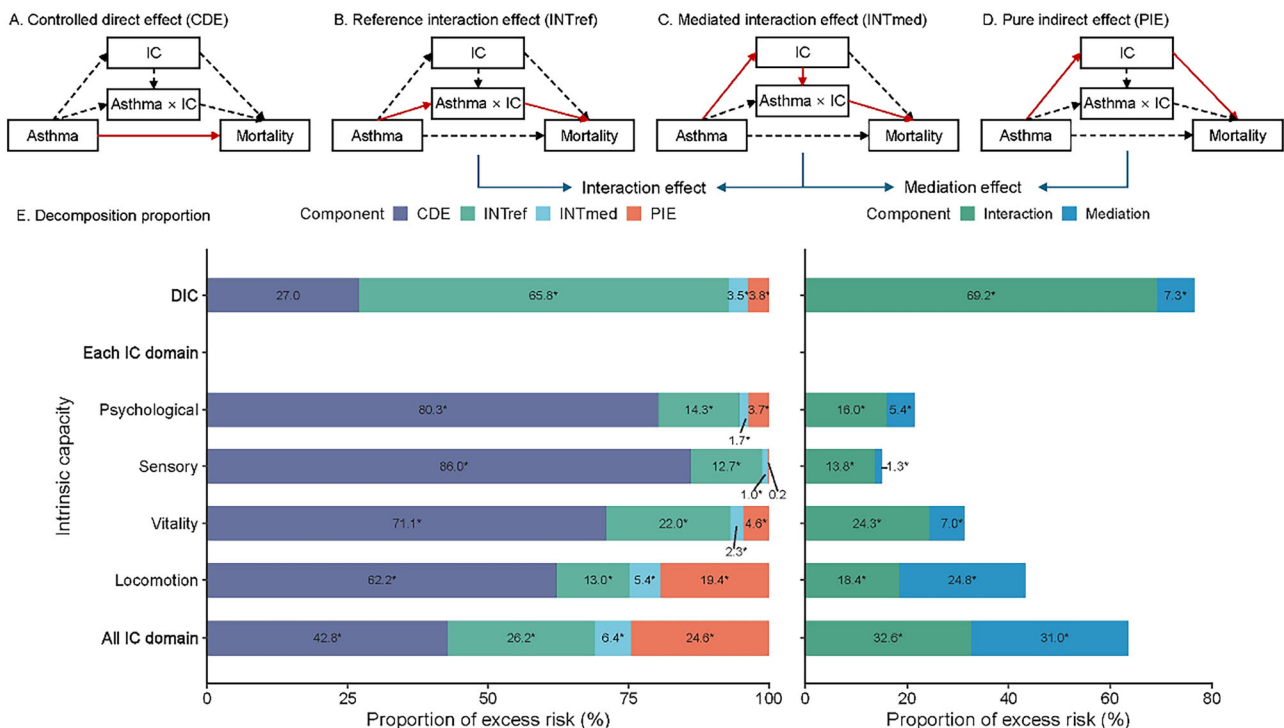 A. Controlled direct effect (CDE)
B. Reference interaction effect (INTref)
C. Mediated interaction effect (INTmed)
D. Pure indirect effect (PIE)
IC
IC
IC
IC
Asthma × IC
Asthma × IC
Asthma × IC
Asthma × IC
Asthma
Mortality
Asthma
Mortality
Asthma
Mortality
Asthma
Mortality
Interaction effect
Mediation effect
E. Decomposition proportion
Component CDE INTref INTmed PIE
Component Interaction Mediation
Intrinsic capacity
DIC
27.0 65.8* 3.5* 3.8*
69.2* 7.3*
Each IC domain
Psychological
80.3* 14.3* 3.7*
1.7*
16.0* 5.4*
Sensory
86.0* 12.7*
1.0* 0.2
13.8* 1.3*
Vitality
71.1* 22.0* 4.6*
2.3*
24.3* 7.0*
Locomotion
62.2* 13.0* 5.4* 19.4*
18.4* 24.8*
All IC domain
42.8* 26.2* 6.4* 24.6*
32.6* 31.0*
0 25 50 75 100
0 20 40 60 80
Proportion of excess risk (%)
Proportion of excess risk (%)